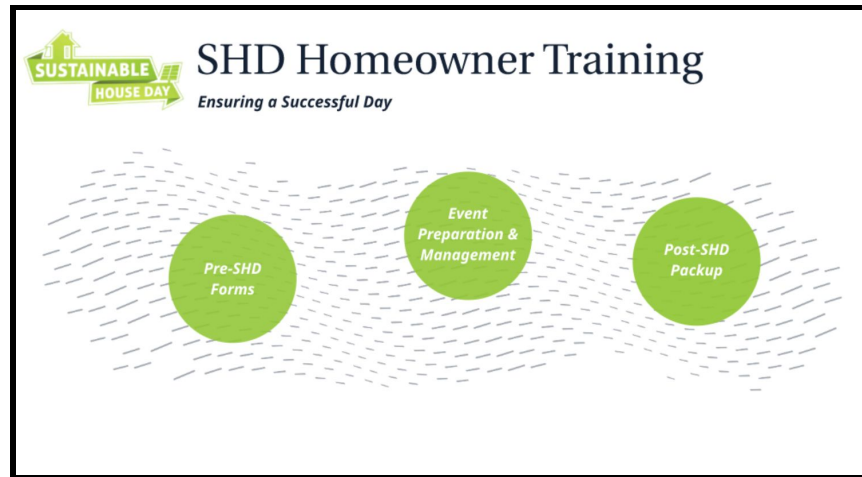 SUSTAINABLE
HOUSE DAY
SHD Homeowner Training
Ensuring a Successful Day
Pre-SHD
Forms
Event
Preparation &
Management
Post-SHD
Packup